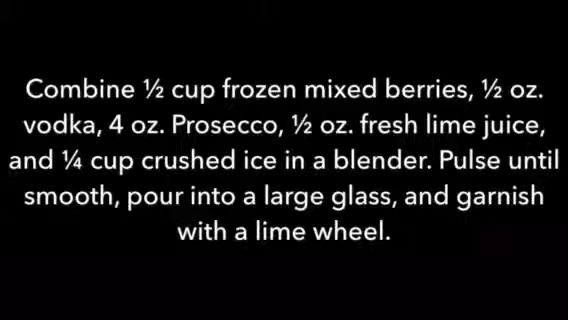 Combine ½ cup frozen mixed berries, ½ oz.
vodka, 4 oz. Prosecco, ½ oz. fresh lime juice,
and ¼ cup crushed ice in a blender. Pulse until
smooth, pour into a large glass, and garnish
with a lime wheel.